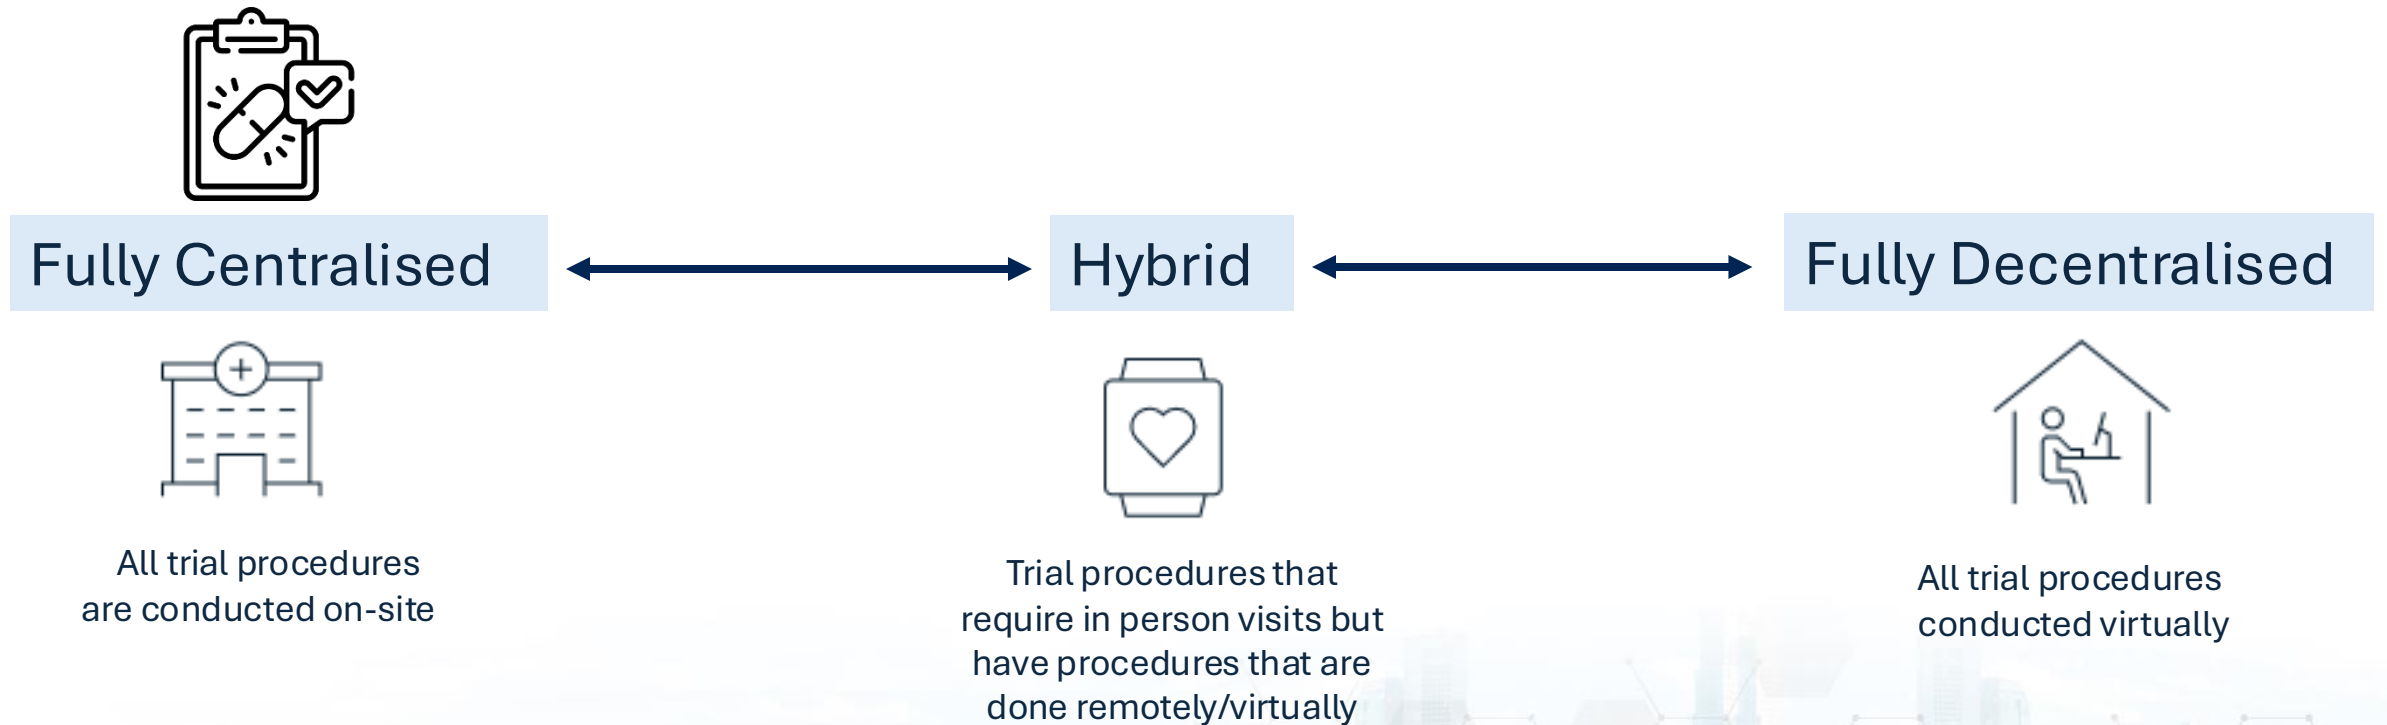 Fully Centralised
Hybrid
Fully Decentralised
All trial procedures
are conducted on-site
Trial procedures that
require in person visits but
have procedures that are
done remotely/virtually
All trial procedures
conducted virtually